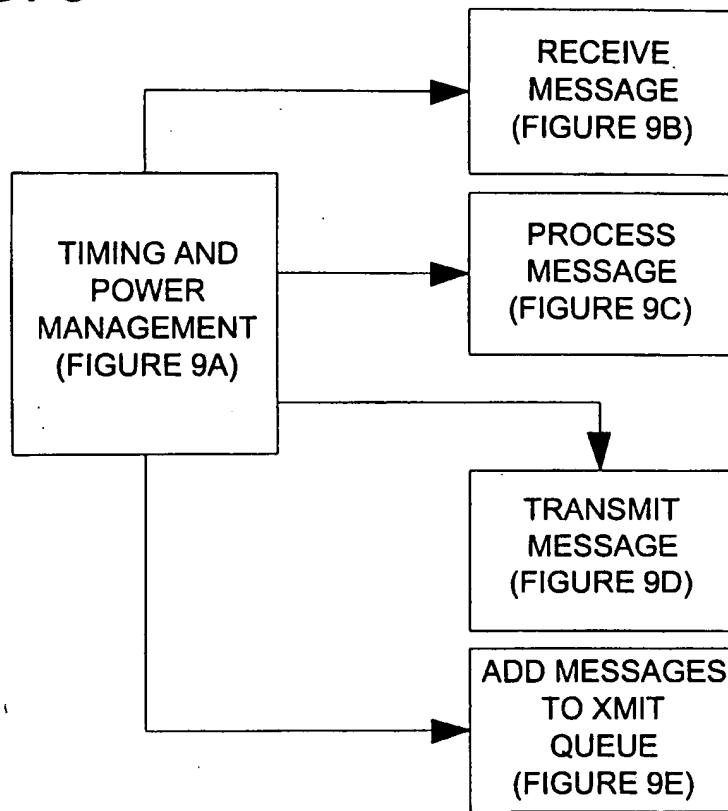 RECEIVE
MESSAGE
(FIGURE 9B)
TIMING AND
POWER
MANAGEMENT
(FIGURE 9A)
PROCESS
MESSAGE
(FIGURE 9C)
TRANSMIT
MESSAGE
(FIGURE 9D)
ADD MESSAGES
TO XMIT
QUEUE
(FIGURE 9E)